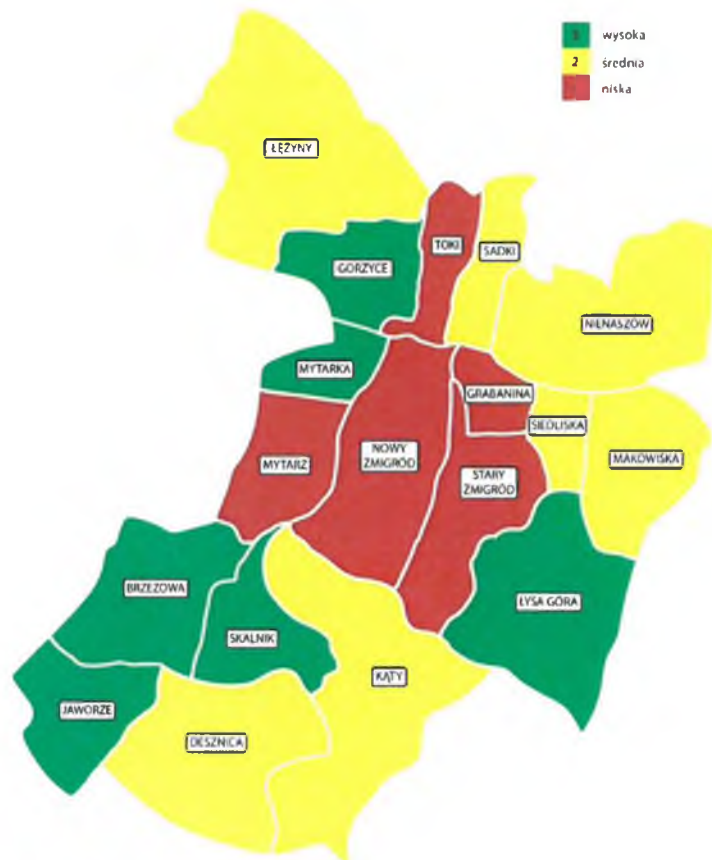 wysoka
2 średnia
niska
ŁĘŻYNY
TOKI
SADKI
GORZYCE
NIENASZÓW
MYTARKA
GRABANINA
SIEDLISKA
NOWY
ŻMIGRÓD
MYTARZ
STARY
ŻMIGRÓD
MAKOWISKA
BRZEZOWA
ŁYSA GÓRA
SKALNIK
KĄTY
JAWORZE
DESZNICA